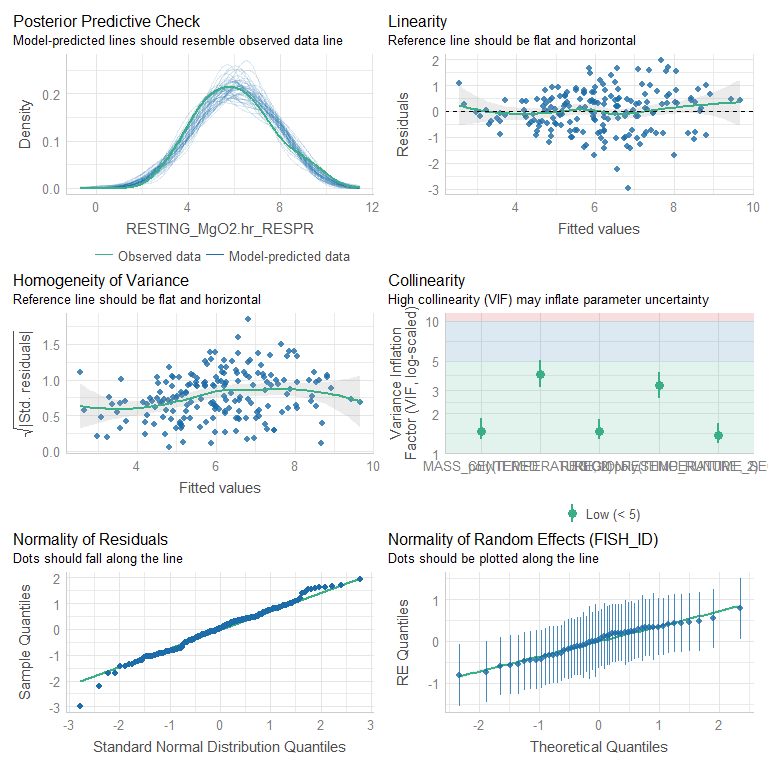 Posterior Predictive Check
Model-predicted lines should resemble observed data line
Density
0.2
0.1
0.0
0
4
8
12
RESTING_MgO2.hr_RESPR
Observed data
Model-predicted data
Linearity
Reference line should be flat and horizontal
Residuals
2
1
0
-1
-2
-3
4
6
8
10
Fitted values
Homogeneity of Variance
Reference line should be flat and horizontal
√|Std. residuals|
1.5
1.0
0.5
0.0
4
6
8
10
Fitted values
Collinearity
High collinearity (VIF) may inflate parameter uncertainty
Variance Inflation
Factor (VIF, log-scaled)
10
5
3
2
1
Low (< 5)
Normality of Residuals
Dots should fall along the line
Sample Quantiles
2
1
0
-1
-2
-3
-3
-2
-1
0
1
2
3
Standard Normal Distribution Quantiles
Normality of Random Effects (FISH_ID)
Dots should be plotted along the line
RE Quantiles
1
0
-1
-2
-1
0
1
2
Theoretical Quantiles